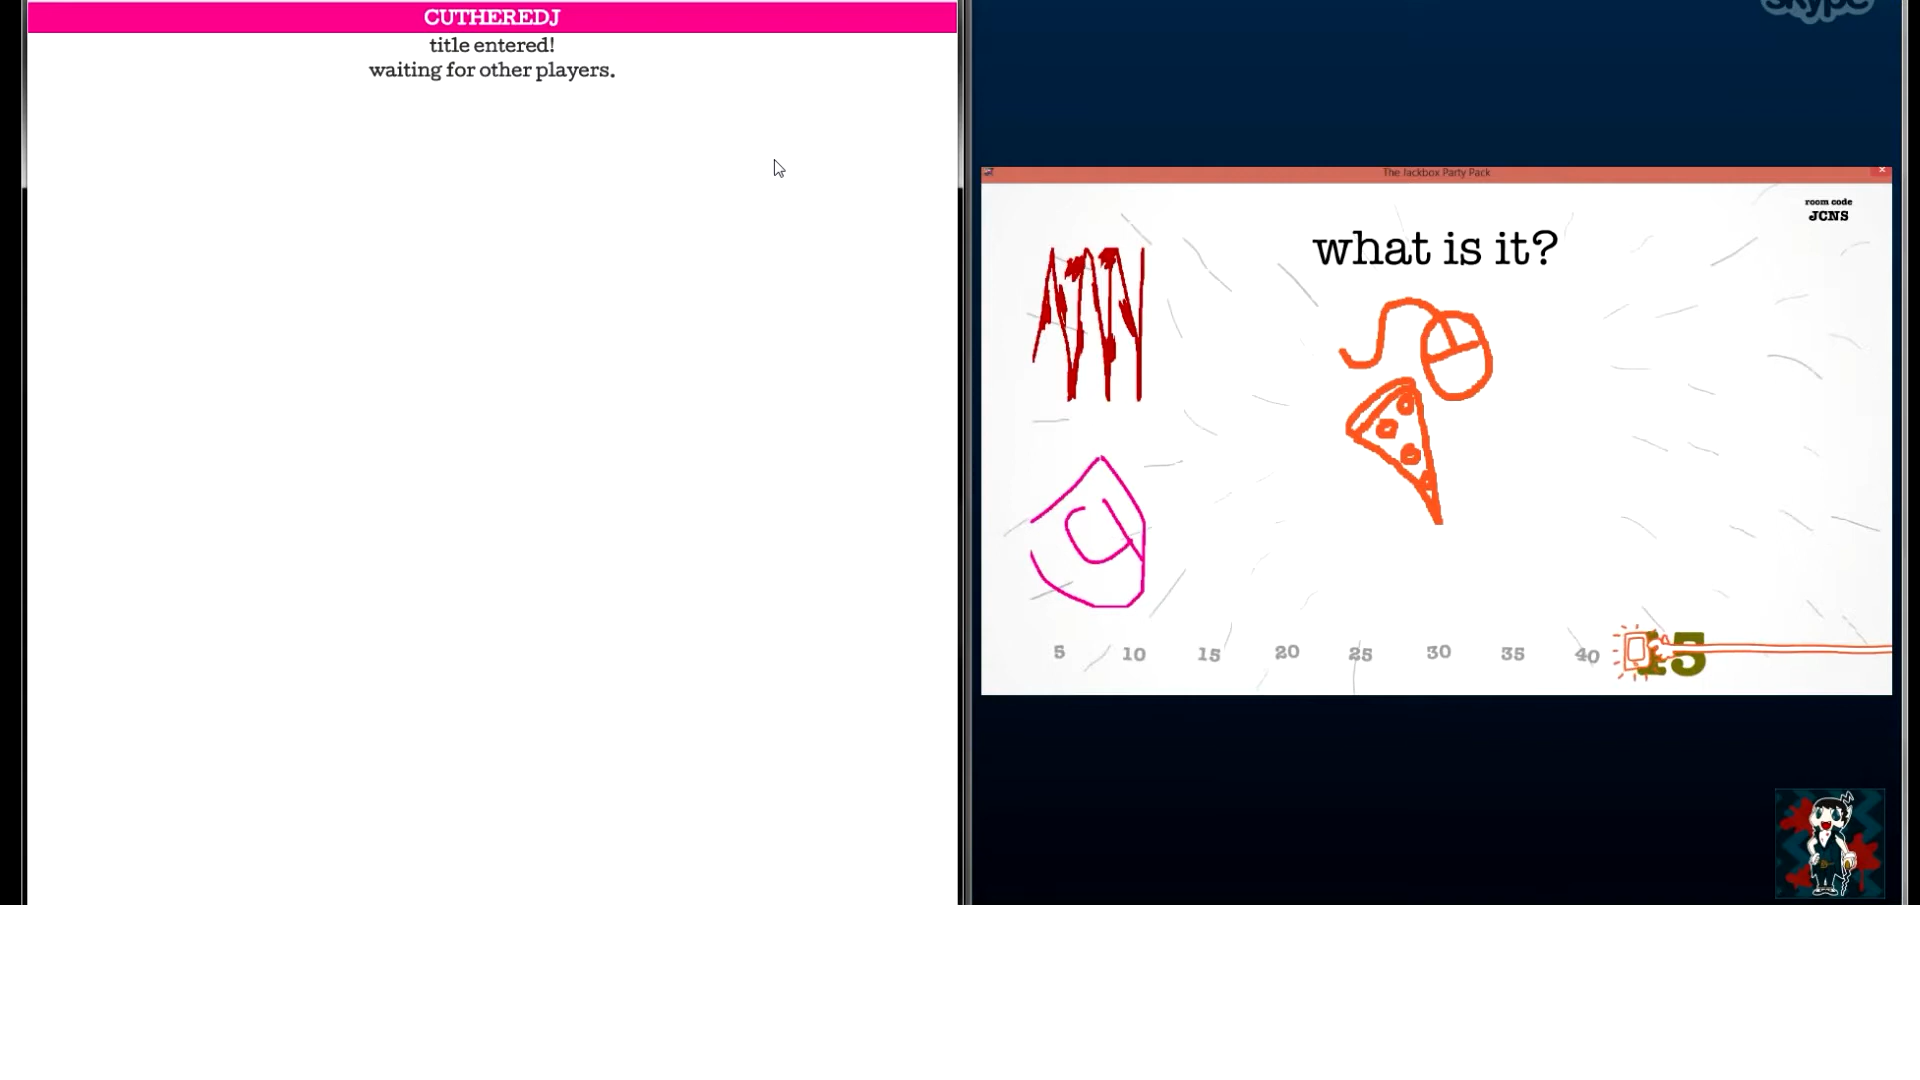 CUTHEREDJ
title entered!
waiting for other players.
skype
The Jackbox Party Pack
room code
JCNS
what is it?
5 10 15 20 25 30 35 40 45